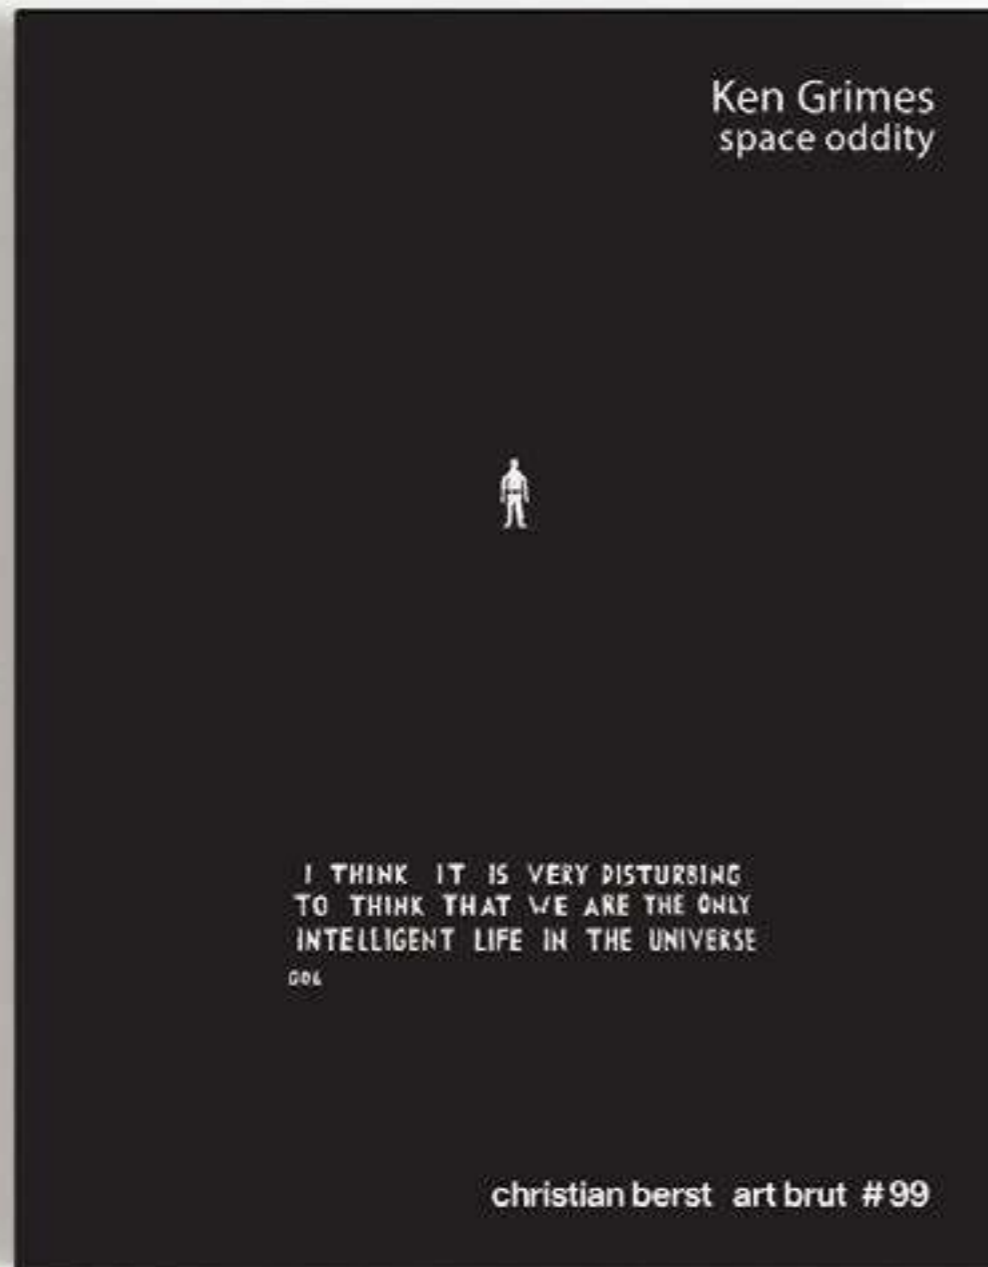 Ken Grimes
space oddity
I THINK IT IS VERY DISTURBING
TO THINK THAT WE ARE THE ONLY
INTELLIGENT LIFE IN THE UNIVERSE
christian berst art brut #99